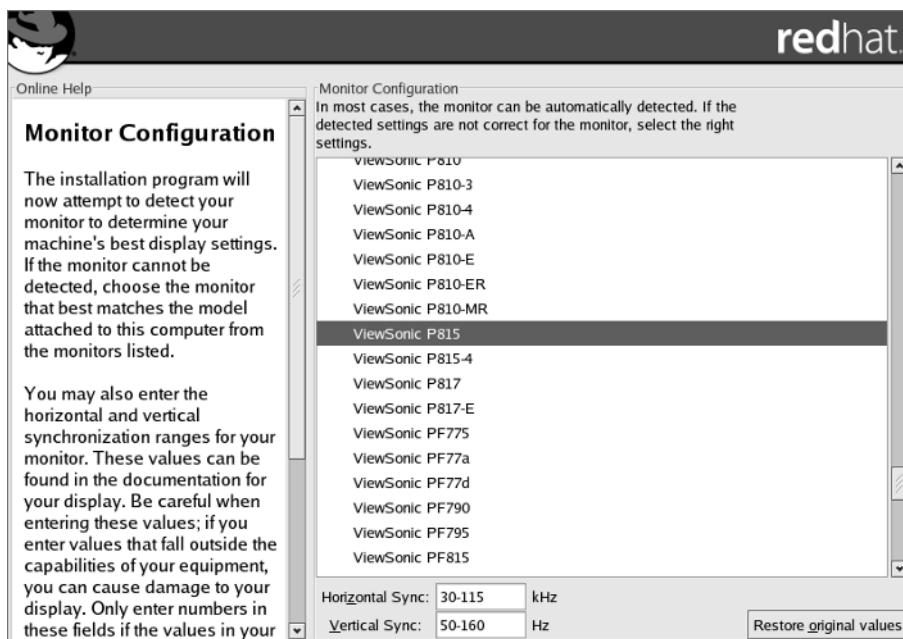 redhat.
Online Help
Monitor Configuration
The installation program will
now attempt to detect your
monitor to determine your
machine's best display settings.
If the monitor cannot be
detected, choose the monitor
that best matches the model
attached to this computer from
the monitors listed.
You may also enter the
horizontal and vertical
synchronization ranges for your
monitor. These values can be
found in the documentation for
your display. Be careful when
entering these values; if you
enter values that fall outside the
capabilities of your equipment,
you can cause damage to your
display. Only enter numbers in
these fields if the values in your
Monitor Configuration
In most cases, the monitor can be automatically detected. If the
detected settings are not correct for the monitor, select the right
settings.
ViewSonic P810
ViewSonic P810-3
ViewSonic P810-4
ViewSonic P810-A
ViewSonic P810-E
ViewSonic P810-ER
ViewSonic P810-MR
ViewSonic P815
ViewSonic P815-4
ViewSonic P817
ViewSonic P817-E
ViewSonic PF775
ViewSonic PF77a
ViewSonic PF77d
ViewSonic PF790
ViewSonic PF795
ViewSonic PF815
Horizontal Sync: 30-115 kHz
Vertical Sync: 50-160 Hz
Restore original values